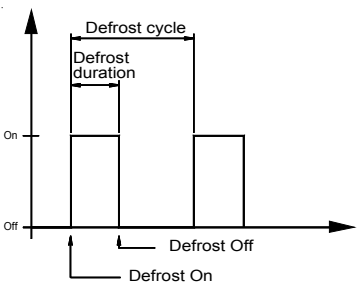 Defrost cycle
Defrost
duration
On
Off
Defrost Off
Defrost On